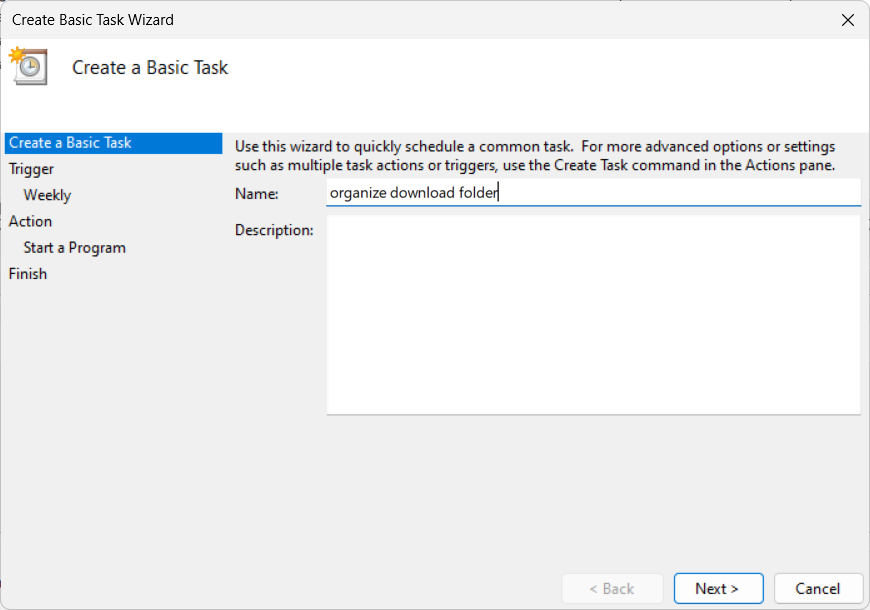 Create Basic Task Wizard
Create a Basic Task
Create a Basic Task
Trigger
Weekly
Action
Start a Program
Finish
Use this wizard to quickly schedule a common task.  For more advanced options or settings
such as multiple task actions or triggers, use the Create Task command in the Actions pane.
Name:
organize download folder
Description:
< Back
Next >
Cancel